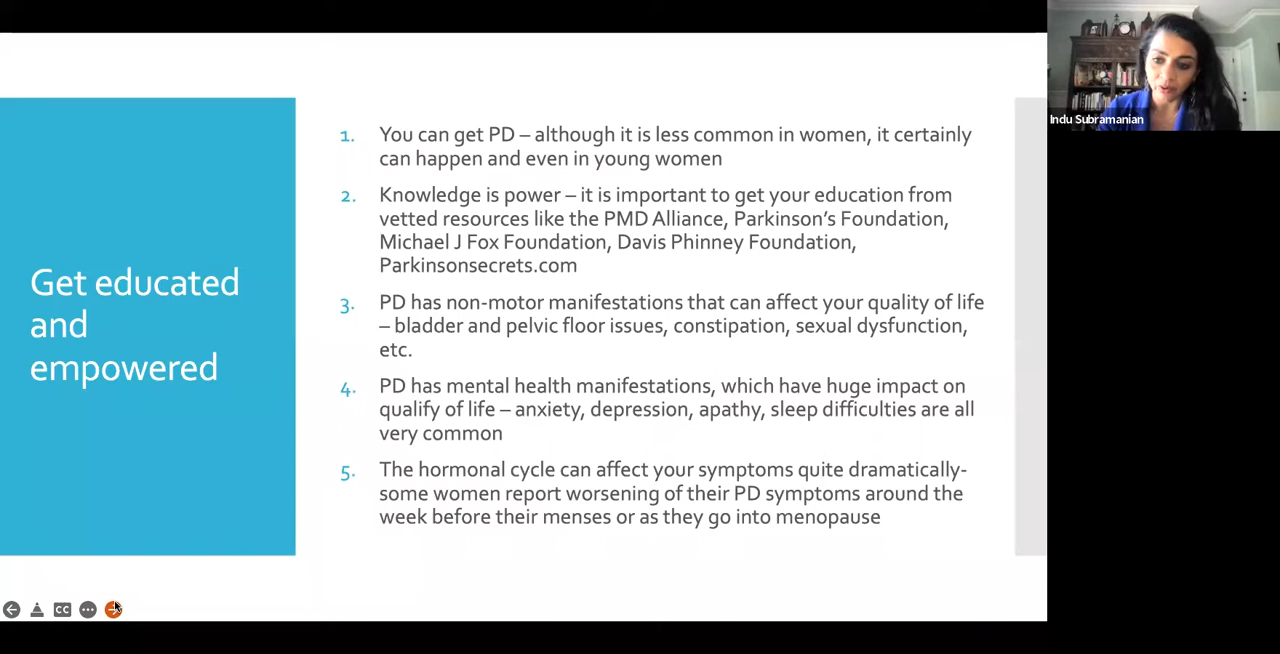 Get educated
and
empowered
1. You can get PD – although it is less common in women, it certainly
can happen and even in young women
2. Knowledge is power – it is important to get your education from
vetted resources like the PMD Alliance, Parkinson's Foundation,
Michael J Fox Foundation, Davis Phinney Foundation,
Parkinsonsecrets.com
3. PD has non-motor manifestations that can affect your quality of life
– bladder and pelvic floor issues, constipation, sexual dysfunction,
etc.
4. PD has mental health manifestations, which have huge impact on
qualify of life – anxiety, depression, apathy, sleep difficulties are all
very common
5. The hormonal cycle can affect your symptoms quite dramatically-
some women report worsening of their PD symptoms around the
week before their menses or as they go into menopause
Indu Subramanian
CC